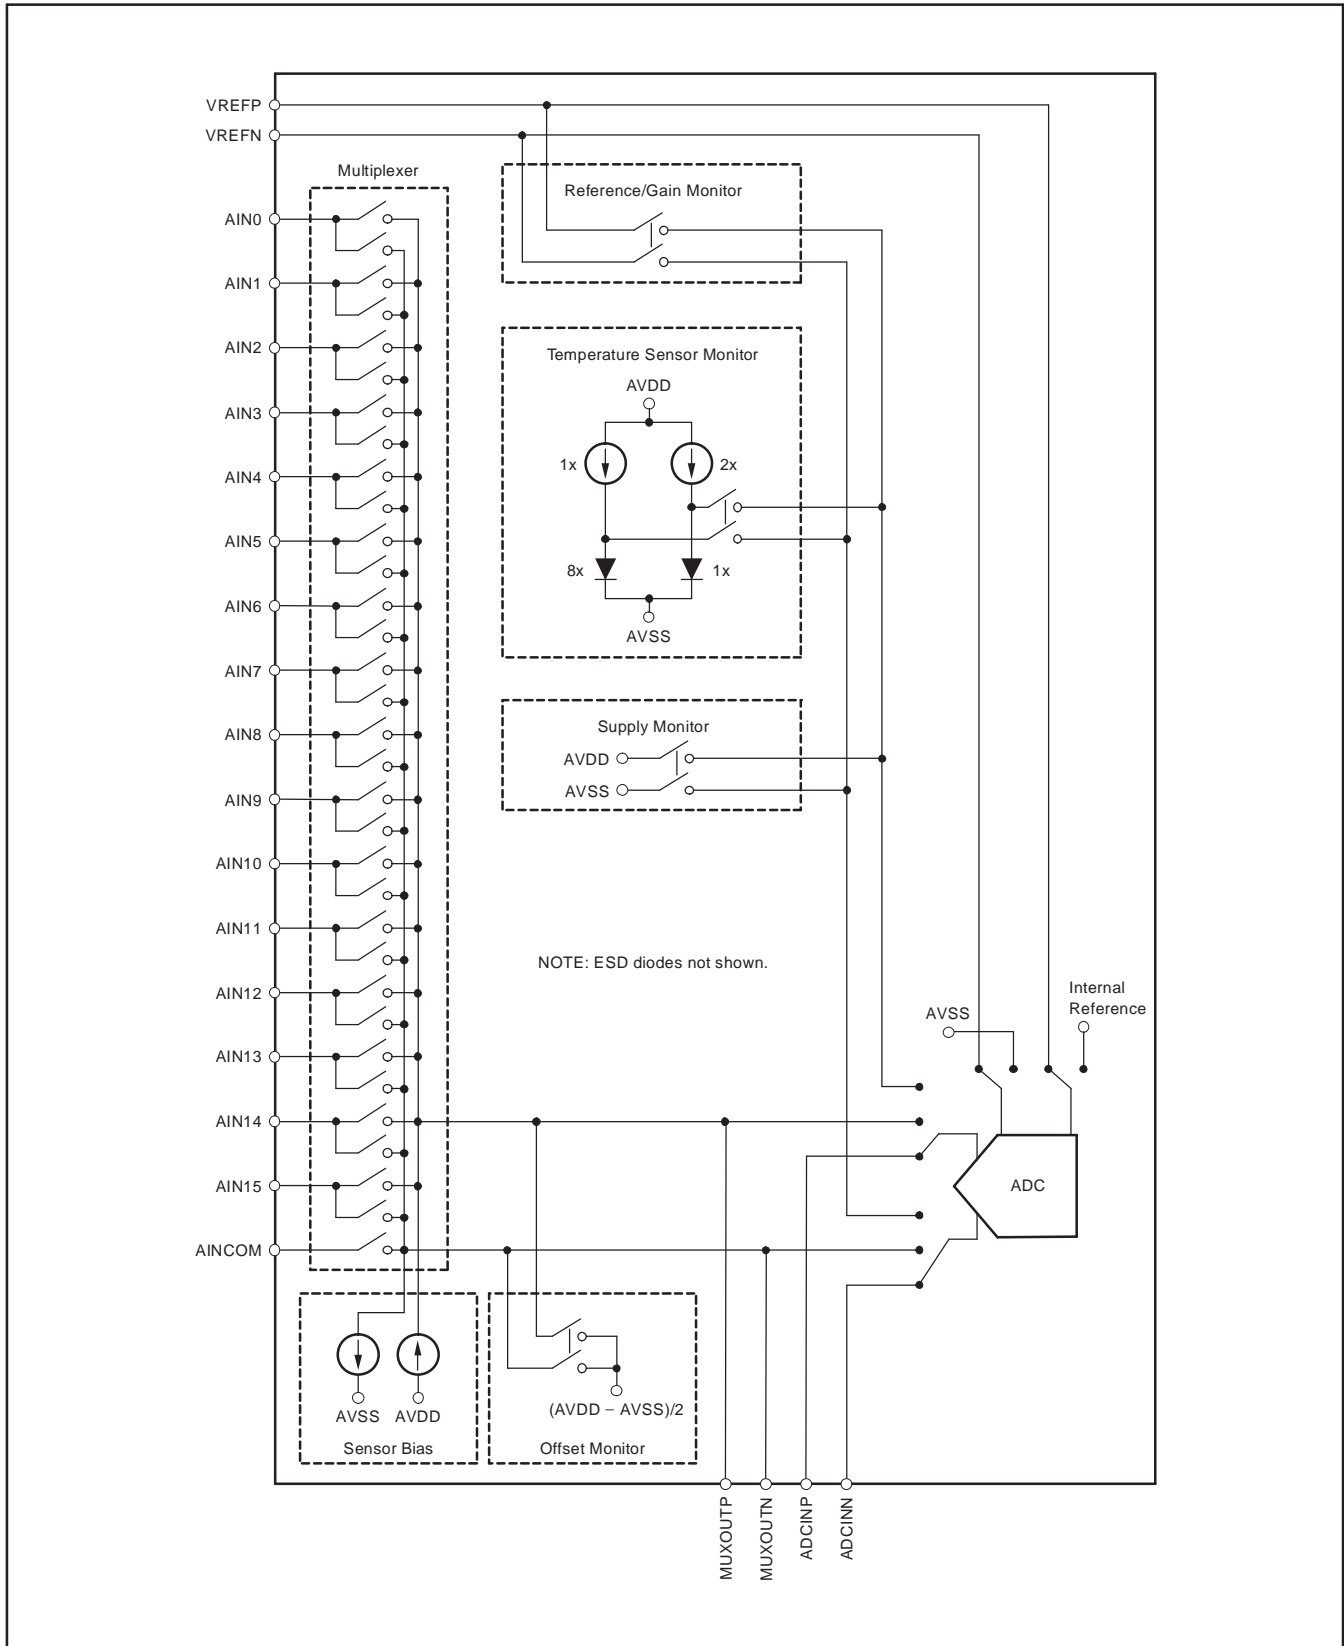 VREFP
VREFN
Multiplexer
Reference/Gain Monitor
AIN0
AIN1
AIN2
AIN3
AIN4
AIN5
AIN6
AIN7
AIN8
AIN9
AIN10
AIN11
AIN12
AIN13
AIN14
AIN15
AINCOM
Temperature Sensor Monitor
AVDD
1x
2x
8x
1x
AVSS
Supply Monitor
AVDD
AVSS
NOTE: ESD diodes not shown.
Internal
Reference
AVSS
ADC
AVSS
AVDD
Sensor Bias
(AVDD − AVSS)/2
Offset Monitor
MUXOUTP
MUXOUTN
ADCINP
ADCINN